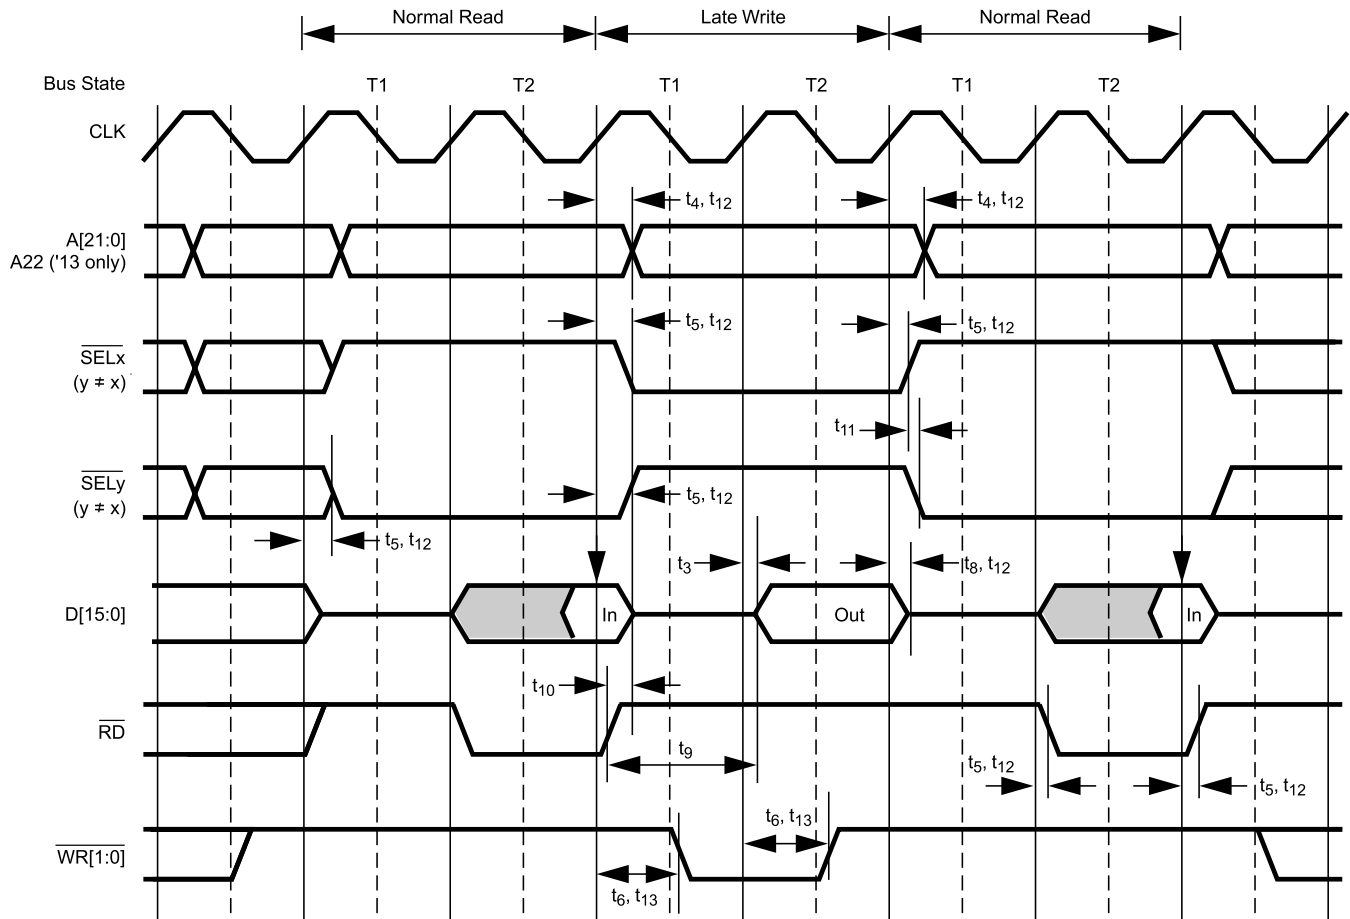 Normal Read Late Write Normal Read
Bus State T1 T2 T1 T2 T1 T2
CLK
t4, t12 t4, t12
A[21:0]
A22 ('13 only)
t5, t12 t5, t12
SELx
(y ≠ x)
t11
SELy
(y ≠ x)
t5, t12
t5, t12
t3 t8, t12
D[15:0] In Out In
t10
RD
t9
t5, t12 t5, t12
t6, t13
WR[1:0]
t6, t13